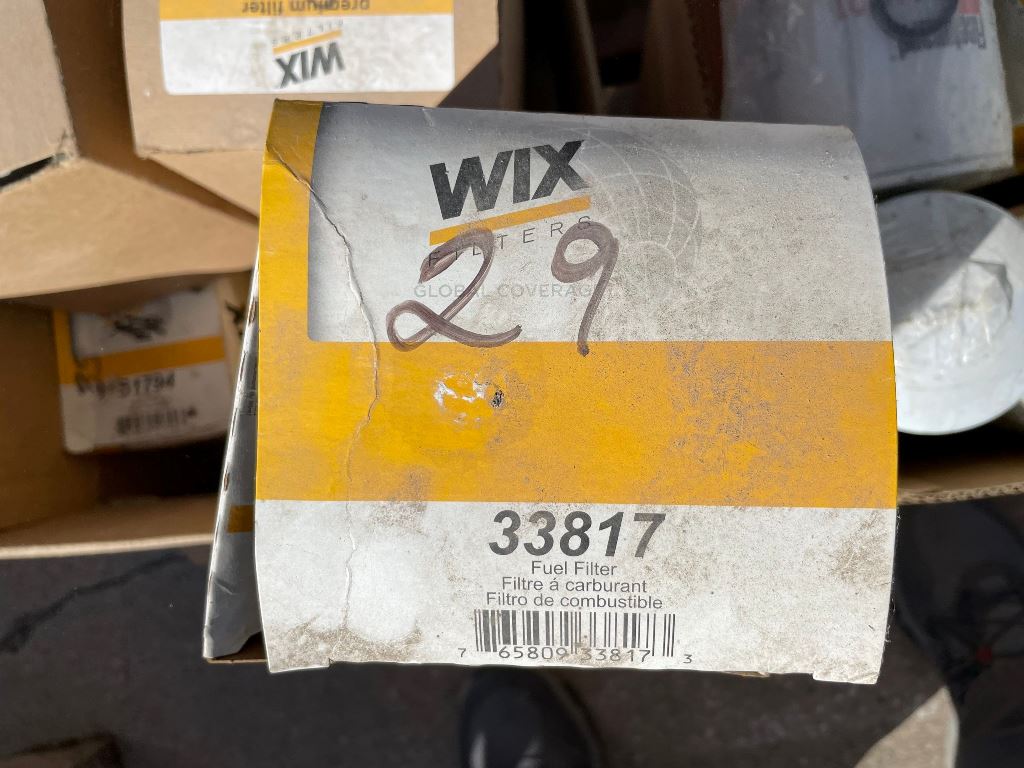 premium filter
WIX
FILTERS
WIX
FILTERS
GLOBAL COVERAGE
29
33817
Fuel Filter
Filtre á carburant
Filtro de combustible
7 65809 33817 3